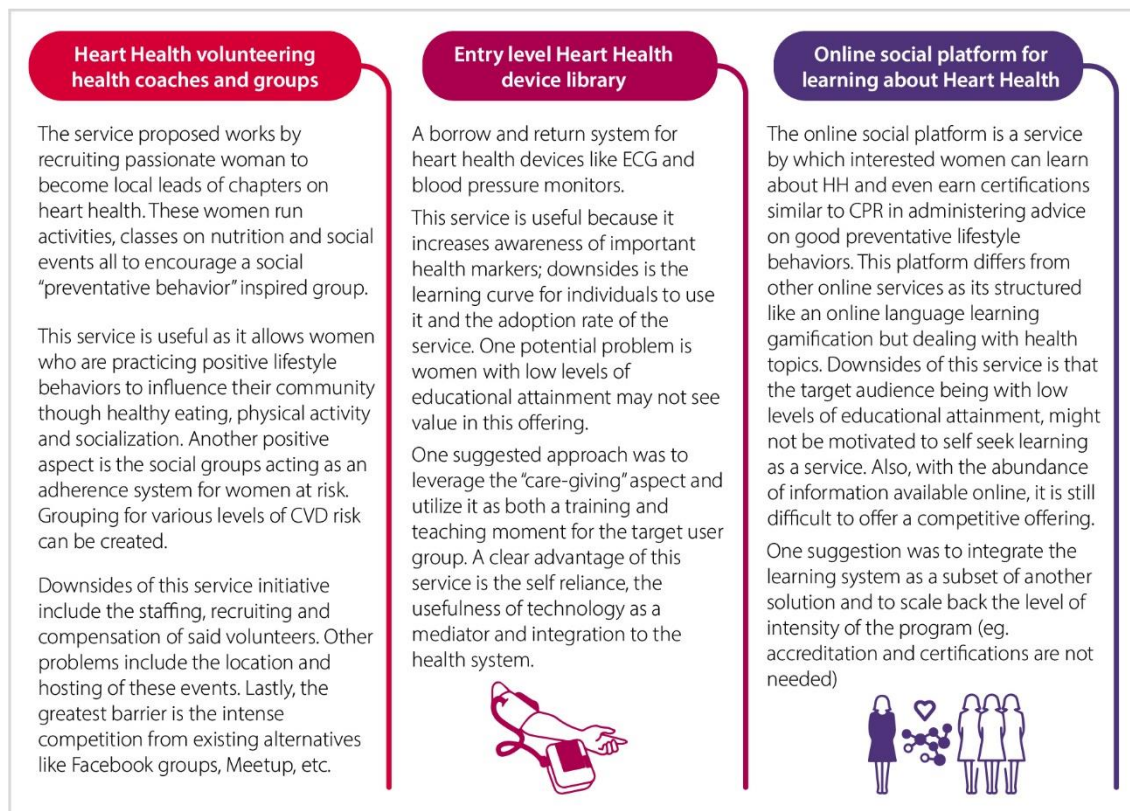 Heart Health volunteering
health coaches and groups
The service proposed works by
recruiting passionate woman to
become local leads of chapters on
heart health. These women run
activities, classes on nutrition and social
events all to encourage a social
“preventative behavior” inspired group.
This service is useful as it allows women
who are practicing positive lifestyle
behaviors to influence their community
though healthy eating, physical activity
and socialization. Another positive
aspect is the social groups acting as an
adherence system for women at risk.
Grouping for various levels of CVD risk
can be created.
Downsides of this service initiative
include the staffing, recruiting and
compensation of said volunteers. Other
problems include the location and
hosting of these events. Lastly, the
greatest barrier is the intense
competition from existing alternatives
like Facebook groups, Meetup, etc.
Entry level Heart Health
device library
A borrow and return system for
heart health devices like ECG and
blood pressure monitors.
This service is useful because it
increases awareness of important
health markers; downsides is the
learning curve for individuals to use
it and the adoption rate of the
service. One potential problem is
women with low levels of
educational attainment may not see
value in this offering.
One suggested approach was to
leverage the “care-giving” aspect and
utilize it as both a training and
teaching moment for the target user
group. A clear advantage of this
service is the self reliance, the
usefulness of technology as a
mediator and integration to the
health system.
Online social platform for
learning about Heart Health
The online social platform is a service
by which interested women can learn
about HH and even earn certifications
similar to CPR in administering advice
on good preventative lifestyle
behaviors. This platform differs from
other online services as its structured
like an online language learning
gamification but dealing with health
topics. Downsides of this service is that
the target audience being with low
levels of educational attainment, might
not be motivated to self seek learning
as a service. Also, with the abundance
of information available online, it is still
difficult to offer a competitive offering.
One suggestion was to integrate the
learning system as a subset of another
solution and to scale back the level of
intensity of the program (eg.
accreditation and certifications are not
needed)